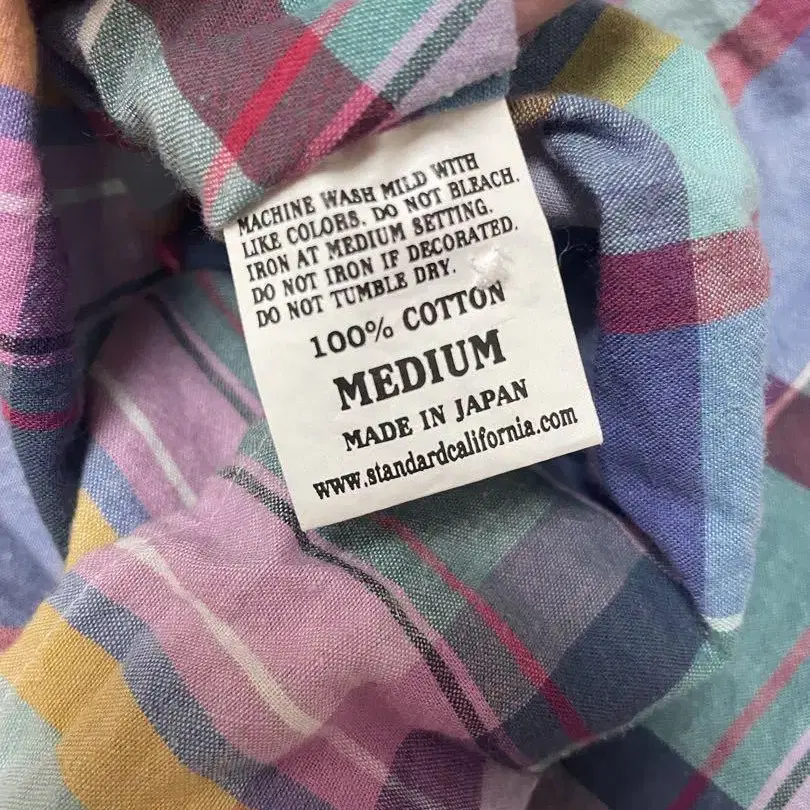 MACHINE WASH MILD WITH
LIKE COLORS. DO NOT BLEACH.
IRON AT MEDIUM SETTING.
DO NOT IRON IF DECORATED.
DO NOT TUMBLE DRY.
100% COTTON
MEDIUM
MADE IN JAPAN
www.standardcalifornia.com